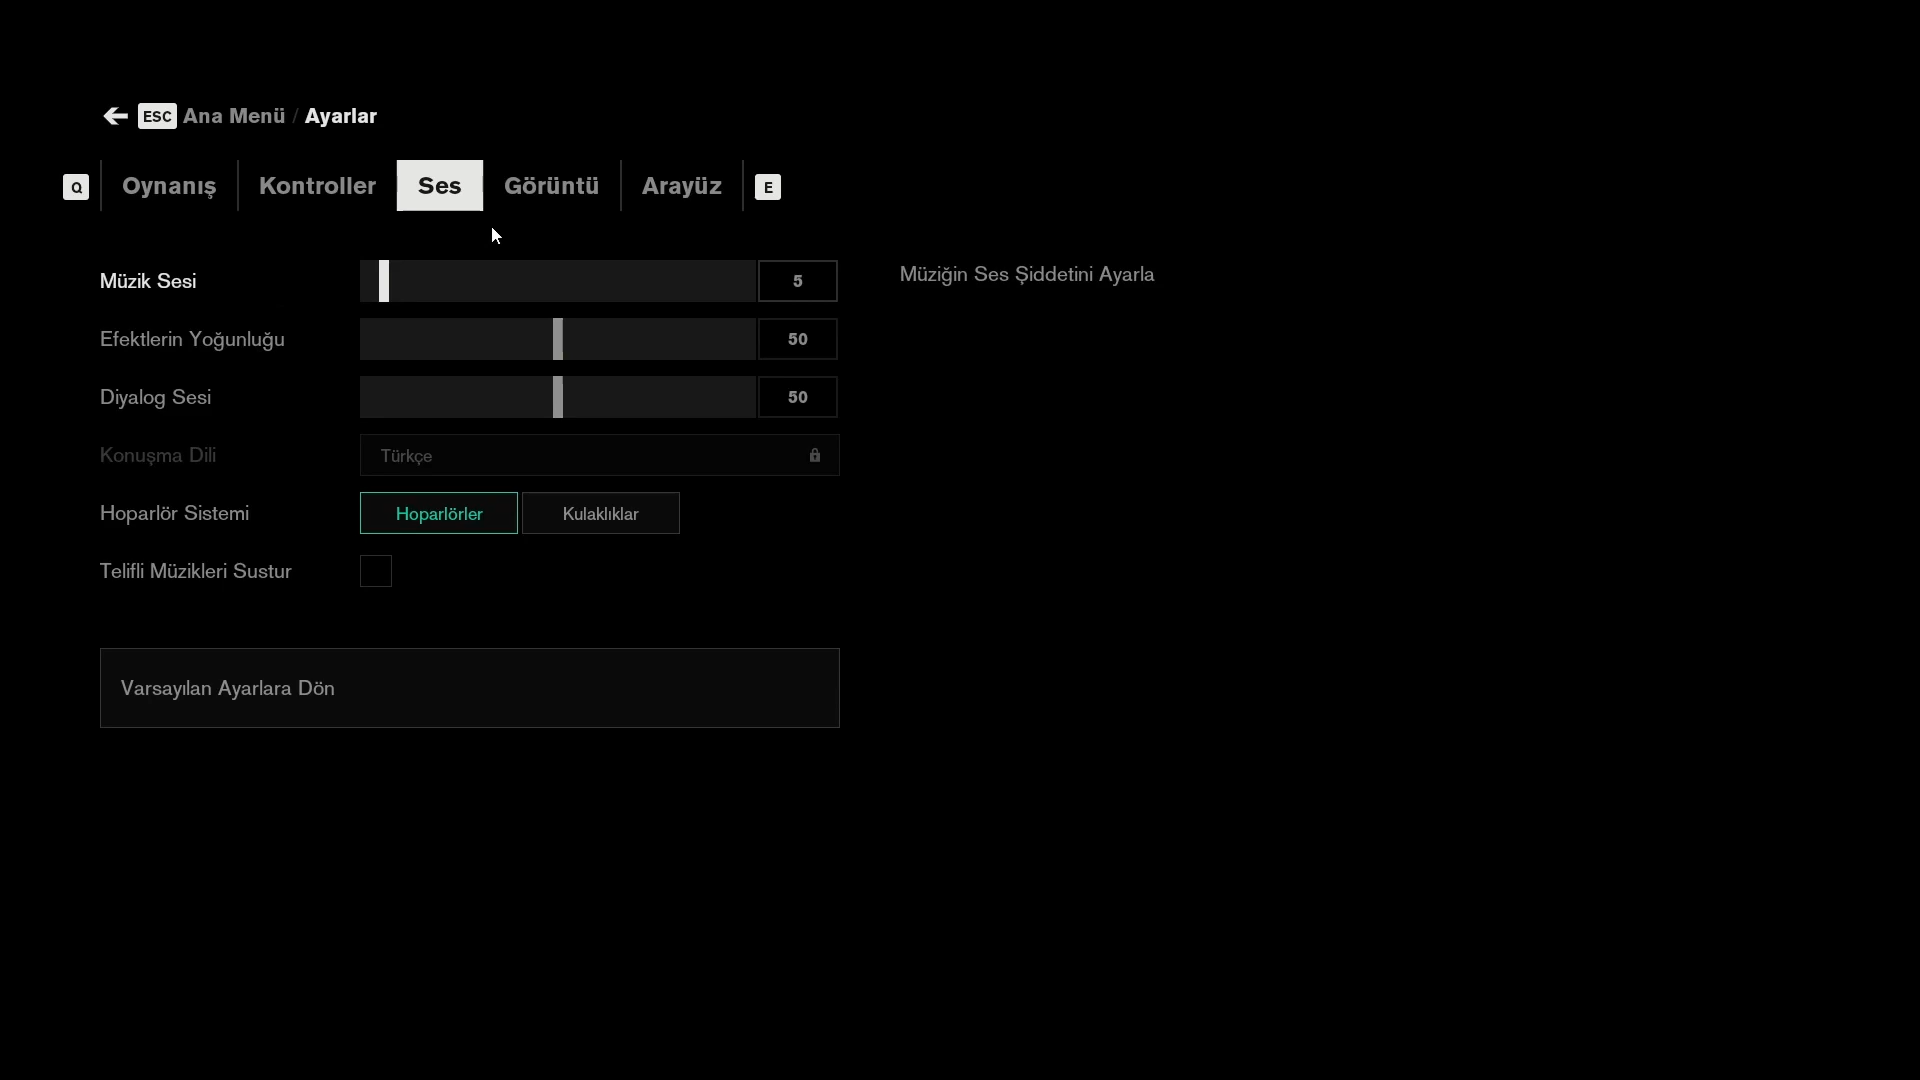 ESC Ana Menü / Ayarlar
Q Oynanış Kontroller Ses Görüntü Arayüz E
Müzik Sesi 5 Müziğin Ses Şiddetini Ayarla
Efektlerin Yoğunluğu 50
Diyalog Sesi 50
Konuşma Dili Türkçe
Hoparlör Sistemi Hoparlörler Kulaklıklar
Telifli Müzikleri Sustur
Varsayılan Ayarlara Dön